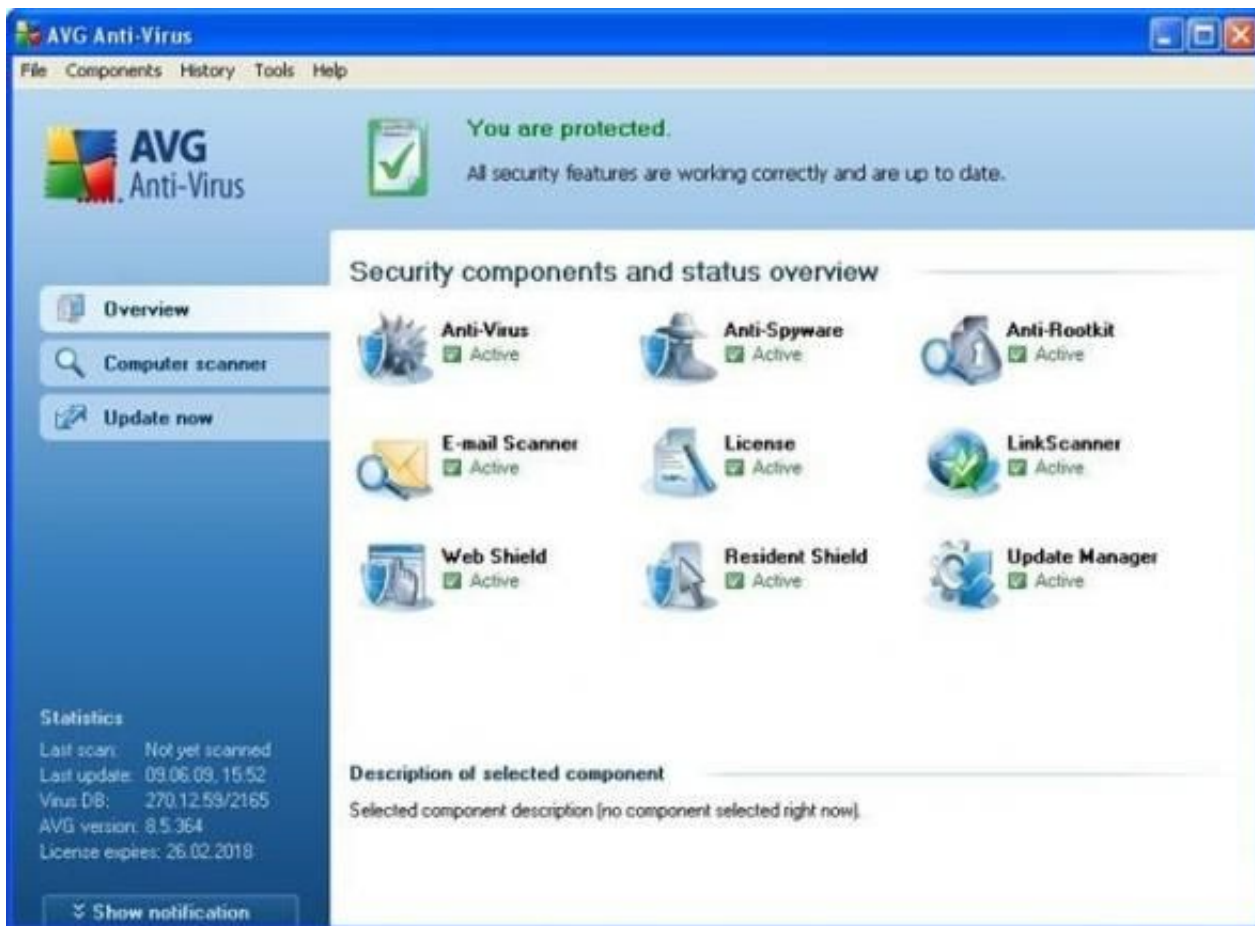 AVG Anti-Virus
File Components History Tools Help
AVG
Anti-Virus
You are protected.
All security features are working correctly and are up to date.
Overview
Computer scanner
Update now
Security components and status overview
Anti-Virus
Active
Anti-Spyware
Active
Anti-Rootkit
Active
E-mail Scanner
Active
License
Active
LinkScanner
Active
Web Shield
Active
Resident Shield
Active
Update Manager
Active
Statistics
Last scan: Not yet scanned
Last update: 09.06.09, 15:52
Virus DB: 270.12.59/2165
AVG version: 8.5.364
License expires: 26.02.2018
Show notification
Description of selected component
Selected component description (no component selected right now).